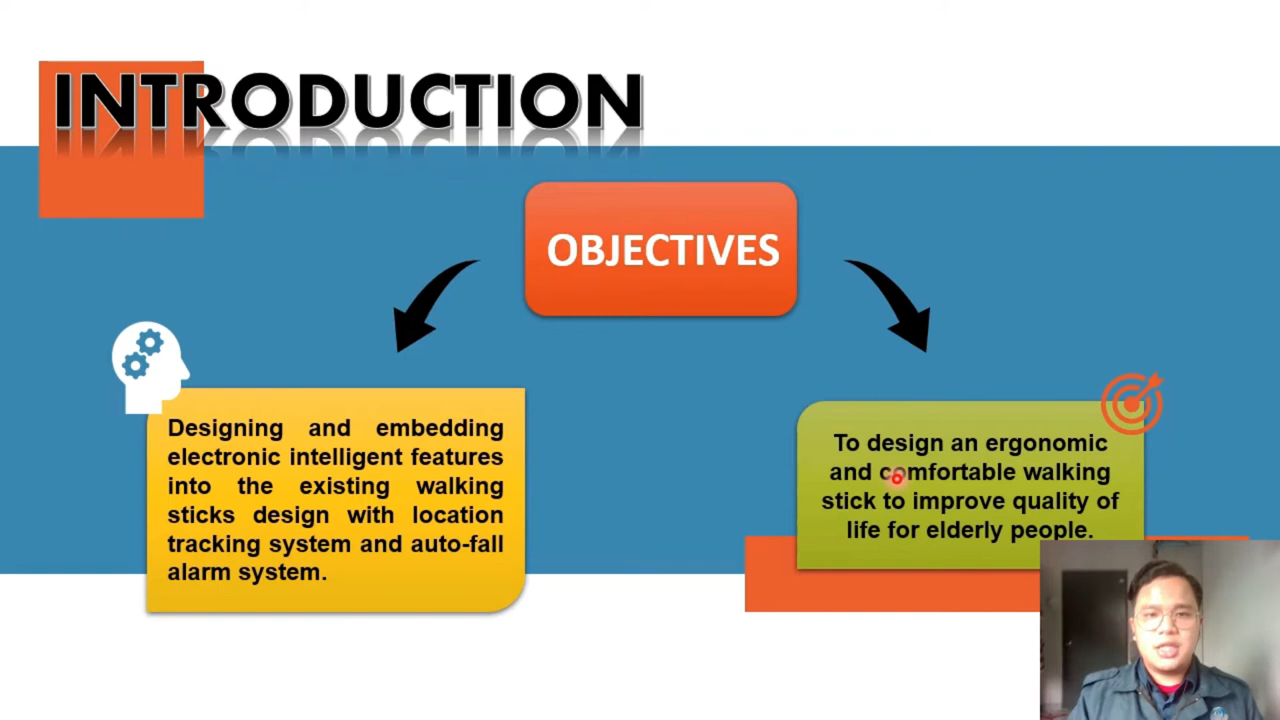 INTRODUCTION
OBJECTIVES
Designing and embedding
electronic intelligent features
into the existing walking
sticks design with location
tracking system and auto-fall
alarm system.
To design an ergonomic
and comfortable walking
stick to improve quality of
life for elderly people.